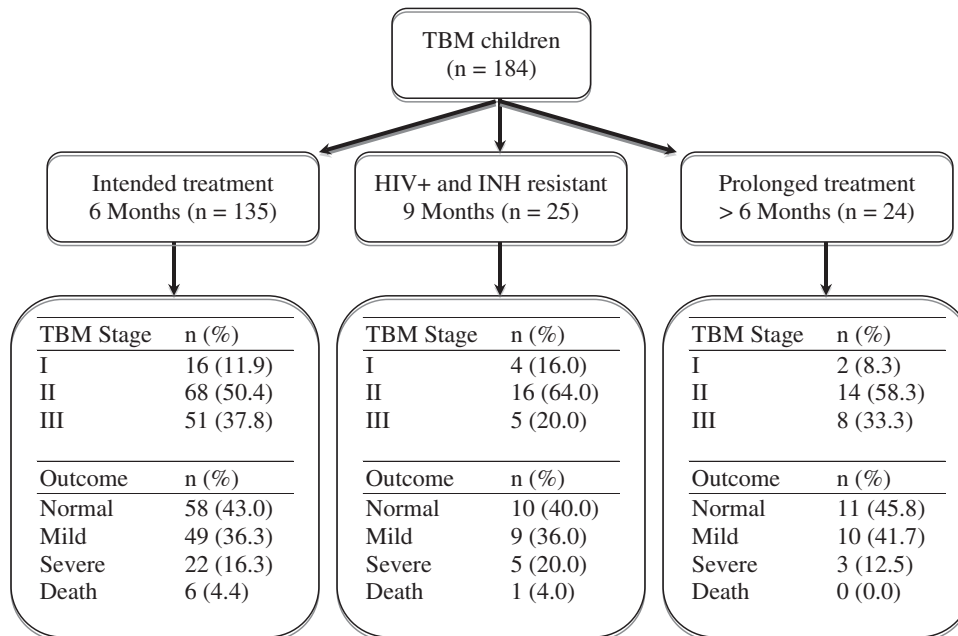 TBM children
(n = 184)
Intended treatment
6 Months (n = 135)
HIV+ and INH resistant
9 Months (n = 25)
Prolonged treatment
> 6 Months (n = 24)
TBM Stage n (%)
I 16 (11.9)
II 68 (50.4)
III 51 (37.8)
Outcome n (%)
Normal 58 (43.0)
Mild 49 (36.3)
Severe 22 (16.3)
Death 6 (4.4)
TBM Stage n (%)
I 4 (16.0)
II 16 (64.0)
III 5 (20.0)
Outcome n (%)
Normal 10 (40.0)
Mild 9 (36.0)
Severe 5 (20.0)
Death 1 (4.0)
TBM Stage n (%)
I 2 (8.3)
II 14 (58.3)
III 8 (33.3)
Outcome n (%)
Normal 11 (45.8)
Mild 10 (41.7)
Severe 3 (12.5)
Death 0 (0.0)